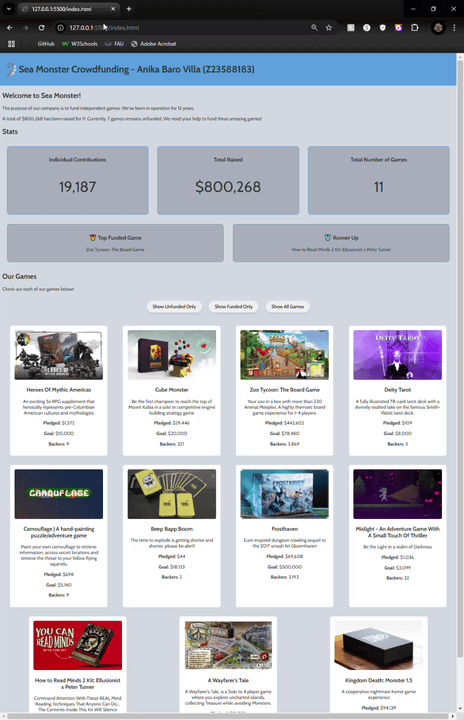 127.0.0.1:5500/index.html
127.0.0.1:5500/index.html
GitHub W3Schools FAU Adobe Acrobat
Sea Monster Crowdfunding - Anika Baro Villa (Z23588183)
Welcome to Sea Monster!
The purpose of our company is to fund independent games. We've been in operation for 12 years.
A total of $800,268 has been raised for 11. Currently, 7 games remains unfunded. We need your help to fund these amazing games!
Stats
Individual Contributions
19,187
Total Raised
$800,268
Total Number of Games
11
Top Funded Game
Zoo Tycoon: The Board Game
Runner Up
How to Read Minds 2 Kit: Ellusionist x Peter Turner
Our Games
Check out each of our games below!
Show Unfunded Only
Show Funded Only
Show All Games
HEROES OF MYTHIC
Heroes Of Mythic Americas
An exciting 5e RPG supplement that
heroically represents pre-Columbian
American cultures and mythologies
Pledged: $1,572
Goal: $10,000
Backers: 9
Cube Monster
Be the first champion to reach the top of
Mount Kubia in a solo or competitive engine
building strategy game
Pledged: $29,446
Goal: $20,000
Backers: 321
Zoo Tycoon: The Board Game
Your zoo in a box with more than 230
Animal Meeples. A highly thematic board
game experience for 1-4 players.
Pledged: $442,602
Goal: $78,480
Backers: 3,869
DEITY TAROT
Deity Tarot
A fully illustrated 78-card tarot deck with a
divinely exalted take on the famous Smith-
Waite tarot deck.
Pledged: $109
Goal: $8,000
Backers: 3
CAMOUFLAGE
Camouflage | A hand-painting
puzzle/adventure game
Paint your own camouflage to retrieve
information, access secret locations and
remove the threat to your fellow flying
squirrels.
Pledged: $698
Goal: $5,140
Backers: 9
Beep Bapp Boom
The time to explode is getting shorter and
shorter, please be alert!
Pledged: $44
Goal: $18,133
Backers: 2
FROSTHAVEN
Frosthaven
Euro-inspired dungeon crawling sequel to
the 2017 smash hit Gloomhaven
Pledged: $69,608
Goal: $500,000
Backers: 3,193
Mislight - An Adventure Game With
A Small Touch Of Thriller
Be the Light in a realm of Darkness
Pledged: $1,036
Goal: $3,099
Backers: 32
YOU CAN READ MINDS
WITH THIS KIT
How to Read Minds 2 Kit: Ellusionist
x Peter Turner
Command Attention With These REAL Mind
Reading Techniques That Anyone Can Do...
The Contents Inside This Kit Will Silence
A Wayfarer's Tale
A Wayfarer's Tale, is a Solo to 4 player game
where you explore uncharted islands,
collecting Treasure while avoiding Monsters.
Kingdom Death: Monster 1.5
A cooperative nightmare horror game
experience
Pledged: $94,139